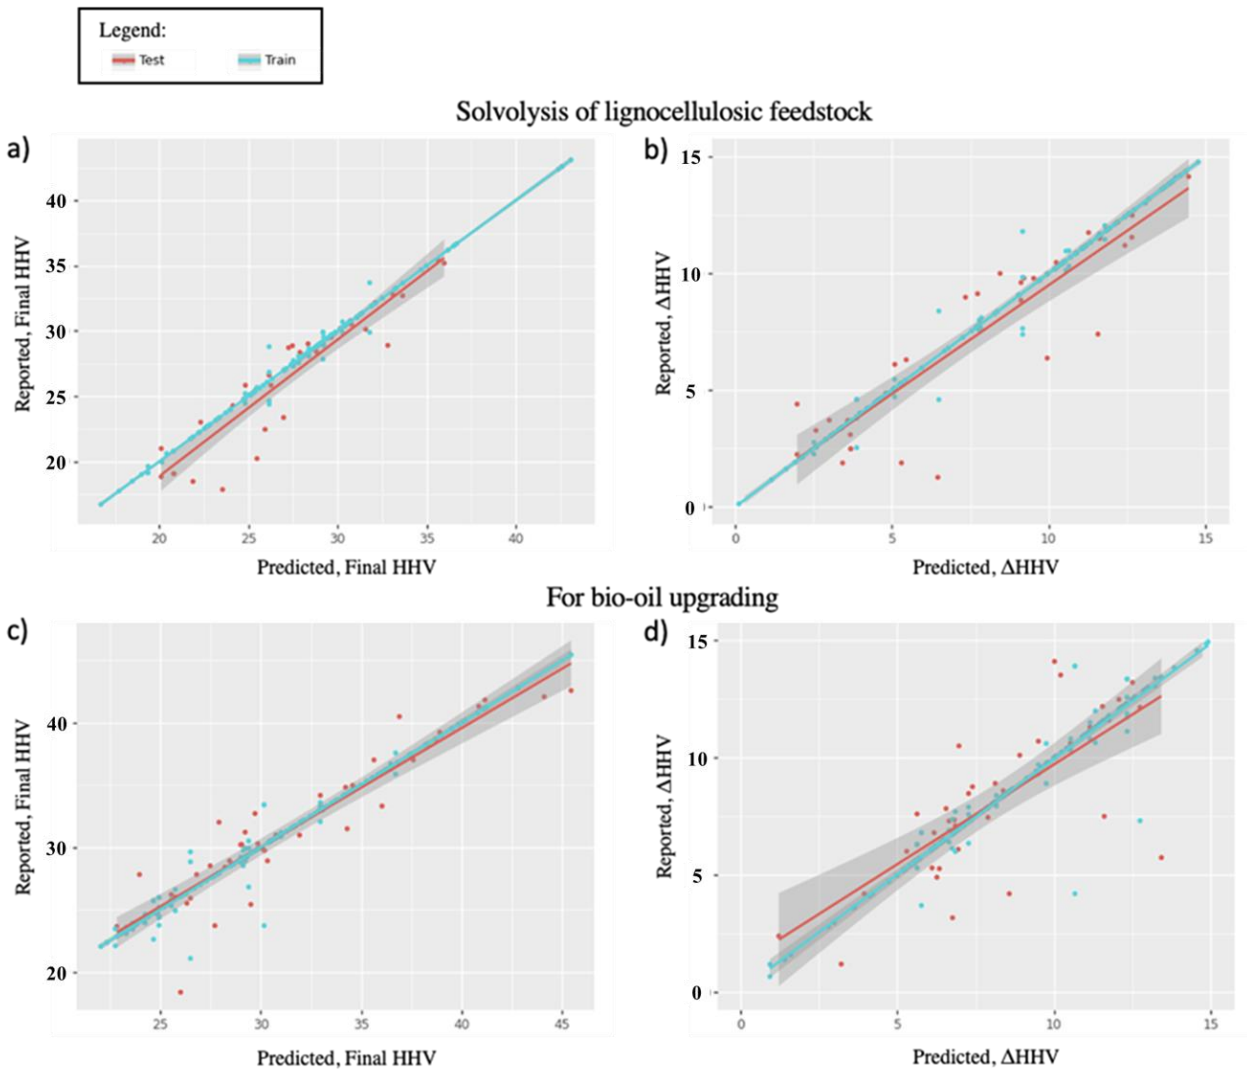 Legend:
Test Train
Solvolysis of lignocellulosic feedstock
a)
Reported, Final HHV
40
35
30
25
20
20 25 30 35 40
Predicted, Final HHV
b)
Reported, ΔHHV
15
10
5
0
0 5 10 15
Predicted, ΔHHV
For bio-oil upgrading
c)
Reported, Final HHV
40
30
20
25 30 35 40 45
Predicted, Final HHV
d)
Reported, ΔHHV
15
10
5
0
0 5 10 15
Predicted, ΔHHV